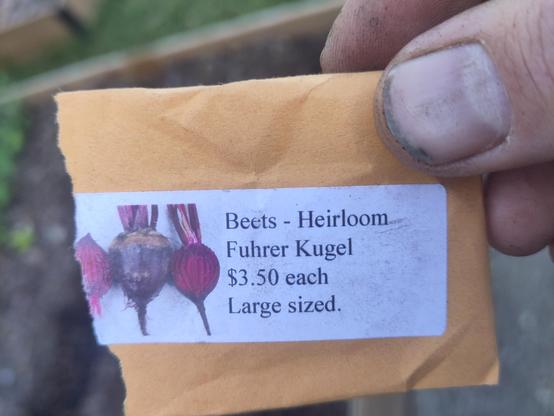 Beets - Heirloom
Fuhrer Kugel
$3.50 each
Large sized.